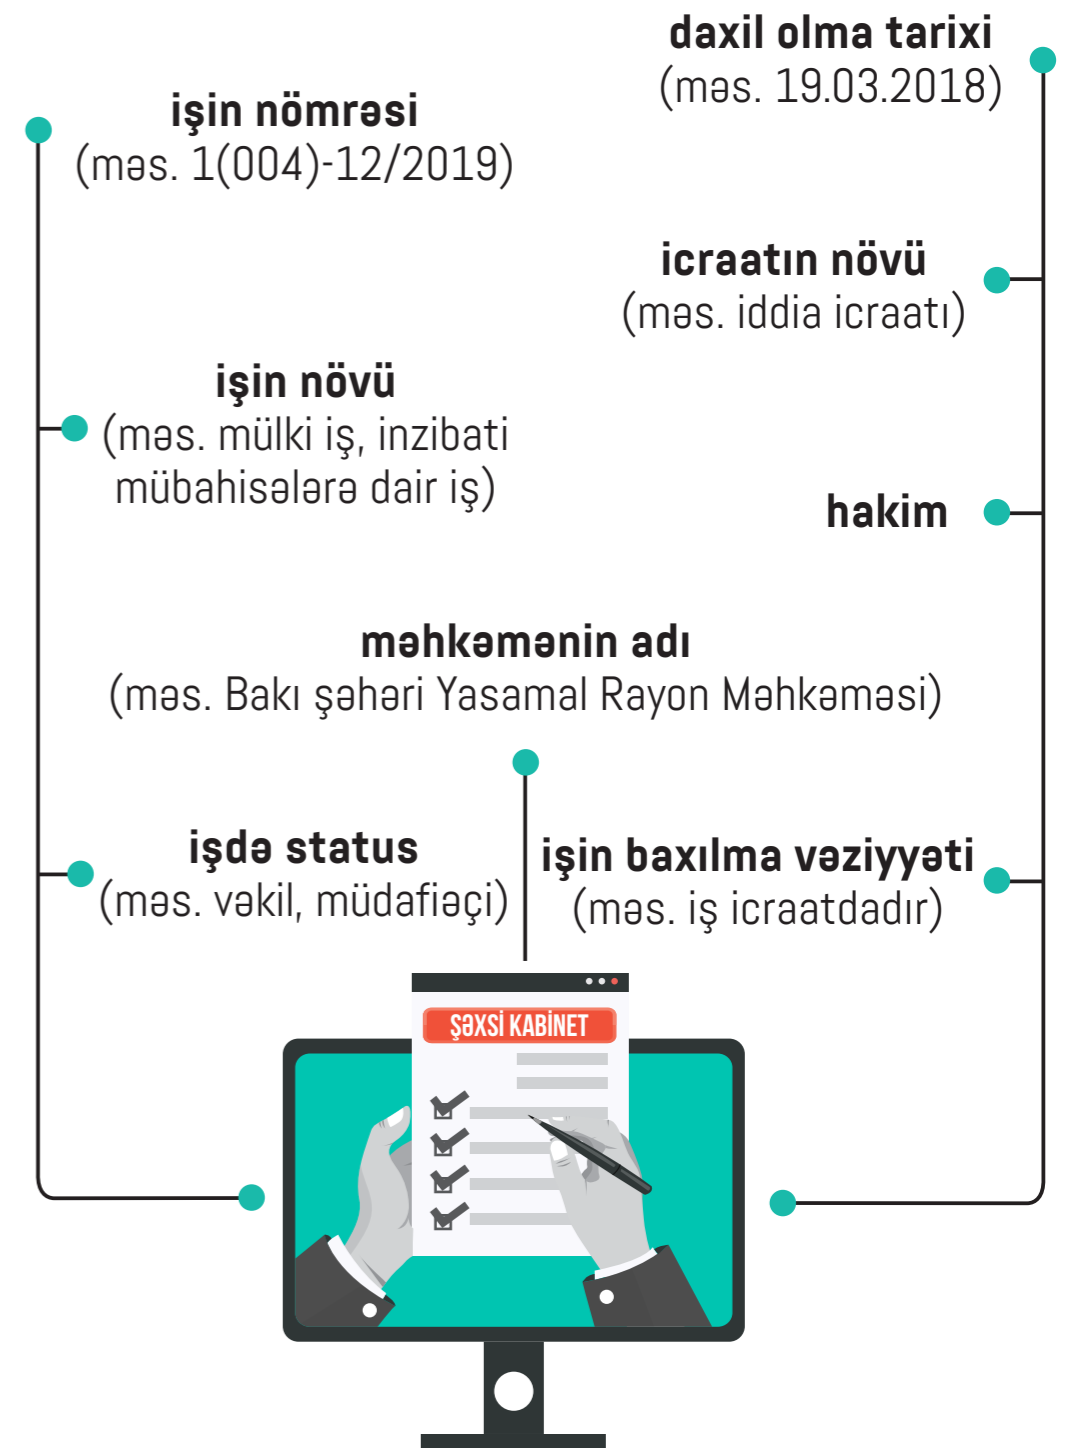 daxil olma tarixi
(məs. 19.03.2018)
işin nömrəsi
(məs. 1(004)-12/2019)
icraatın növü
(məs. iddia icraatı)
işin növü
(məs. mülki iş, inzibati
mübahisələrə dair iş)
hakim
məhkəmənin adı
(məs. Bakı şəhəri Yasamal Rayon Məhkəməsi)
işdə status
(məs. vəkil, müdafiəçi)
işin baxılma vəziyyəti
(məs. iş icraatdadır)
ŞƏXSİ KABİNET